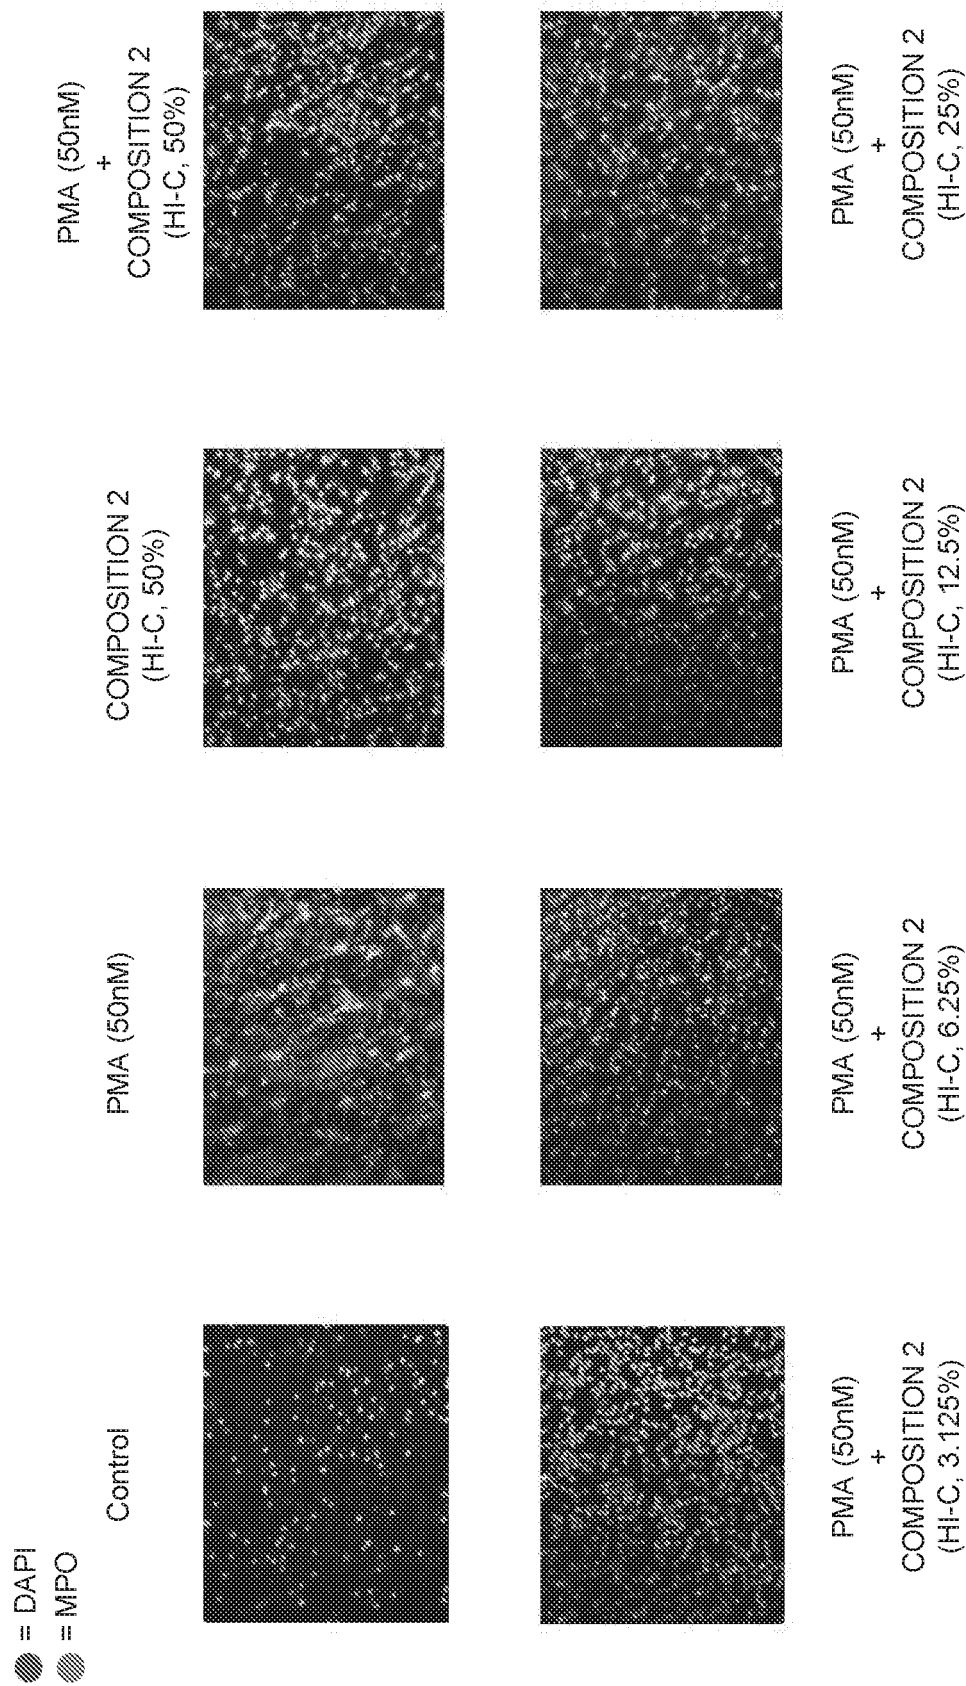 = DAPI
= MPO
Control
PMA (50nM)
COMPOSITION 2
(HI-C, 50%)
PMA (50nM)
+
COMPOSITION 2
(HI-C, 50%)
PMA (50nM)
+
COMPOSITION 2
(HI-C, 3.125%)
PMA (50nM)
+
COMPOSITION 2
(HI-C, 6.25%)
PMA (50nM)
+
COMPOSITION 2
(HI-C, 12.5%)
PMA (50nM)
+
COMPOSITION 2
(HI-C, 25%)